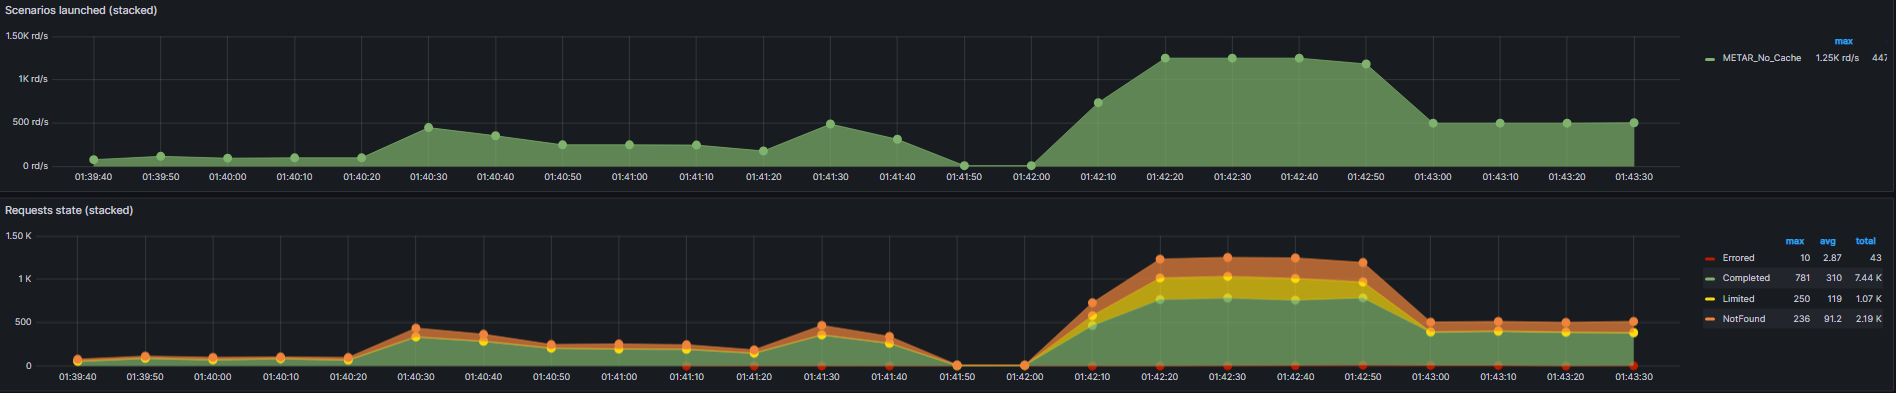 Scenarios launched (stacked)
1.50K rd/s
1K rd/s
500 rd/s
0 rd/s
01:39:40 01:39:50 01:40:00 01:40:10 01:40:20 01:40:30 01:40:40 01:40:50 01:41:00 01:41:10 01:41:20 01:41:30 01:41:40 01:41:50 01:42:00 01:42:10 01:42:20 01:42:30 01:42:40 01:42:50 01:43:00 01:43:10 01:43:20 01:43:30
max
METAR_No_Cache 1.25K rd/s 447
Requests state (stacked)
1.50 K
1 K
500
0
01:39:40 01:39:50 01:40:00 01:40:10 01:40:20 01:40:30 01:40:40 01:40:50 01:41:00 01:41:10 01:41:20 01:41:30 01:41:40 01:41:50 01:42:00 01:42:10 01:42:20 01:42:30 01:42:40 01:42:50 01:43:00 01:43:10 01:43:20 01:43:30
max avg total
Errored 10 2.87 43
Completed 781 310 7.44 K
Limited 250 119 1.07 K
NotFound 236 91.2 2.19 K